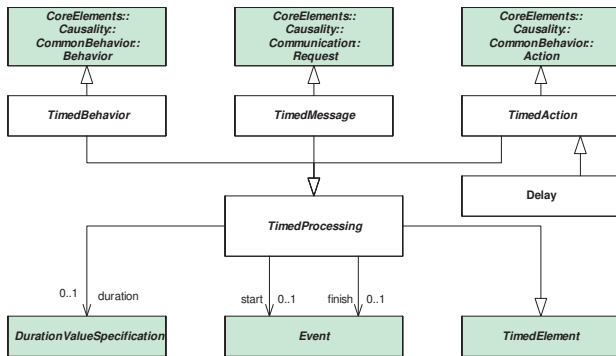 CoreElements::
Causality::
CommonBehavior::
Behavior
CoreElements::
Causality::
Communication::
Request
CoreElements::
Causality::
CommonBehavior::
Action
TimedBehavior
TimedMessage
TimedAction
Delay
TimedProcessing
0..1 duration
start 0..1
finish 0..1
DurationValueSpecification
Event
TimedElement